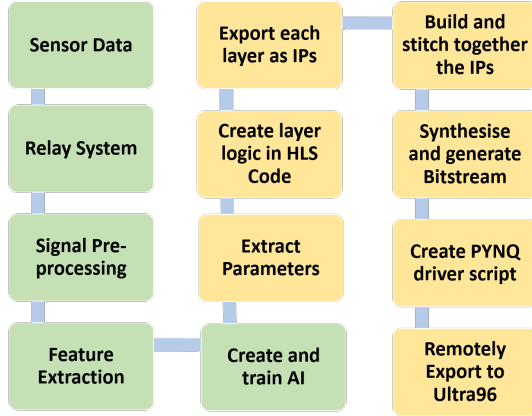 Sensor Data
Relay System
Signal Pre-
processing
Feature
Extraction
Create and
train AI
Extract
Parameters
Create layer
logic in HLS
Code
Export each
layer as IPs
Build and
stitch together
the IPs
Synthesise
and generate
Bitstream
Create PYNQ
driver script
Remotely
Export to
Ultra96